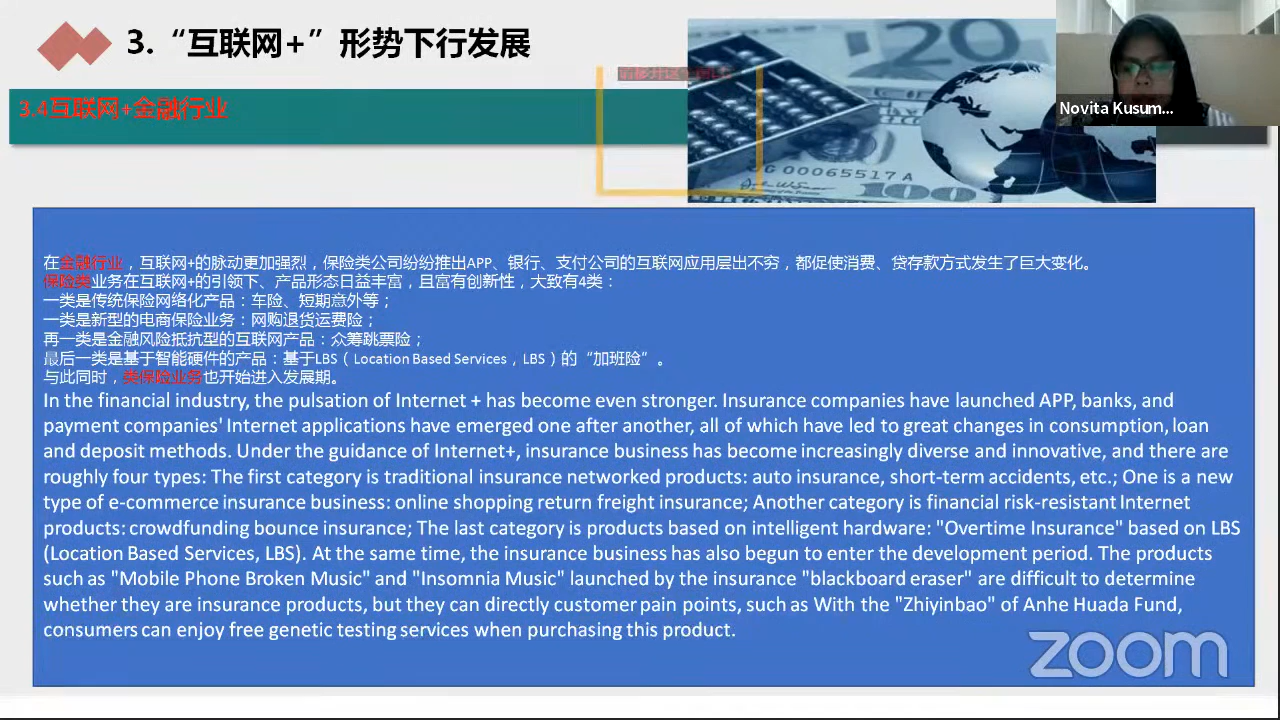 3.“互联网+”形势下行发展
3.4互联网+金融行业
Novita Kusum...
20
G 00065517 A
100
在金融行业，互联网+的脉动更加强烈，保险类公司纷纷推出APP、银行、支付公司的互联网应用层出不穷，都促使消费、贷存款方式发生了巨大变化。
保险类业务在互联网+的引领下、产品形态日益丰富，且富有创新性，大致有4类：
一类是传统保险网络化产品：车险、短期意外等；
一类是新型的电商保险业务：网购退货运费险；
再一类是金融风险抵抗型的互联网产品：众筹跳票险；
最后一类是基于智能硬件的产品：基于LBS（Location Based Services，LBS）的“加班险”。
与此同时，类保险业务也开始进入发展期。
In the financial industry, the pulsation of Internet + has become even stronger. Insurance companies have launched APP, banks, and
payment companies' Internet applications have emerged one after another, all of which have led to great changes in consumption, loan
and deposit methods. Under the guidance of Internet+, insurance business has become increasingly diverse and innovative, and there are
roughly four types: The first category is traditional insurance networked products: auto insurance, short-term accidents, etc.; One is a new
type of e-commerce insurance business: online shopping return freight insurance; Another category is financial risk-resistant Internet
products: crowdfunding bounce insurance; The last category is products based on intelligent hardware: "Overtime Insurance" based on LBS
(Location Based Services, LBS). At the same time, the insurance business has also begun to enter the development period. The products
such as "Mobile Phone Broken Music" and "Insomnia Music" launched by the insurance "blackboard eraser" are difficult to determine
whether they are insurance products, but they can directly customer pain points, such as With the "Zhiyinbao" of Anhe Huada Fund,
consumers can enjoy free genetic testing services when purchasing this product.
zoom